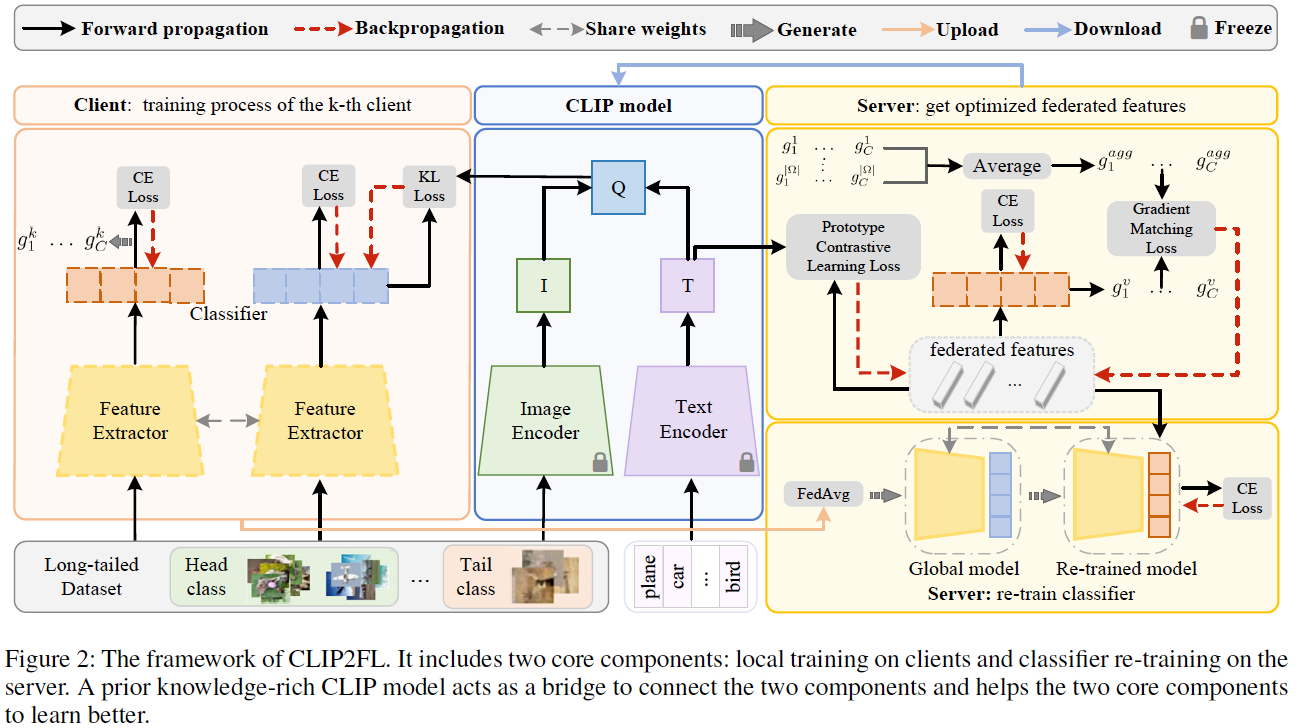 Forward propagation Backpropagation Share weights Generate Upload Download Freeze
Client: training process of the k-th client
CLIP model
Server: get optimized federated features
CE
Loss
g_1^k ... g_C^k
CE
Loss
KL
Loss
Classifier
Feature
Extractor
Feature
Extractor
Q
I
T
Image
Encoder
Text
Encoder
g_1^1 ... g_C^1
⋮
g_1^{|Ω|} ... g_C^{|Ω|}
Average
g_1^{agg} ... g_C^{agg}
Prototype
Contrastive
Learning Loss
CE
Loss
Gradient
Matching
Loss
g_1^v ... g_C^v
federated features
...
FedAvg
CE
Loss
Global model
Re-trained model
Server: re-train classifier
Long-tailed
Dataset
Head
class
...
Tail
class
plane
car
...
bird
Figure 2: The framework of CLIP2FL. It includes two core components: local training on clients and classifier re-training on the
server. A prior knowledge-rich CLIP model acts as a bridge to connect the two components and helps the two core components
to learn better.